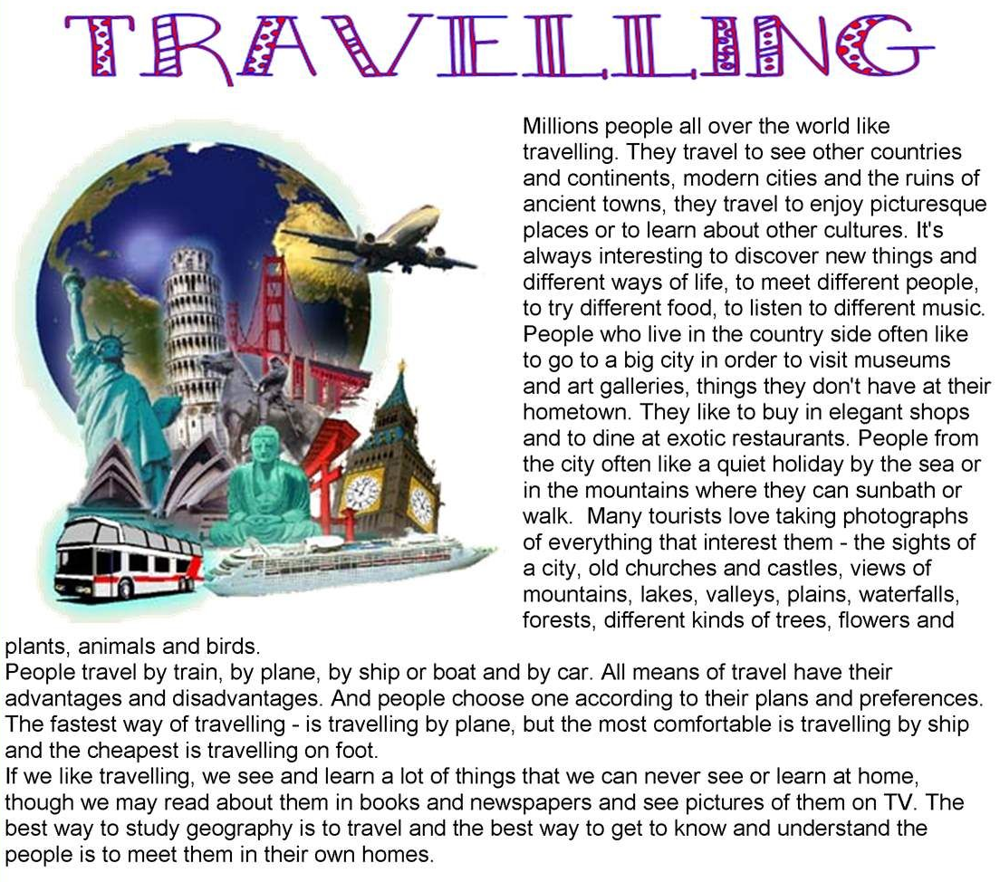 TRAVELLING
Millions people all over the world like
travelling. They travel to see other countries
and continents, modern cities and the ruins of
ancient towns, they travel to enjoy picturesque
places or to learn about other cultures. It's
always interesting to discover new things and
different ways of life, to meet different people,
to try different food, to listen to different music.
People who live in the country side often like
to go to a big city in order to visit museums
and art galleries, things they don't have at their
hometown. They like to buy in elegant shops
and to dine at exotic restaurants. People from
the city often like a quiet holiday by the sea or
in the mountains where they can sunbath or
walk.  Many tourists love taking photographs
of everything that interest them - the sights of
a city, old churches and castles, views of
mountains, lakes, valleys, plains, waterfalls,
forests, different kinds of trees, flowers and
plants, animals and birds.
People travel by train, by plane, by ship or boat and by car. All means of travel have their
advantages and disadvantages. And people choose one according to their plans and preferences.
The fastest way of travelling - is travelling by plane, but the most comfortable is travelling by ship
and the cheapest is travelling on foot.
If we like travelling, we see and learn a lot of things that we can never see or learn at home,
though we may read about them in books and newspapers and see pictures of them on TV. The
best way to study geography is to travel and the best way to get to know and understand the
people is to meet them in their own homes.